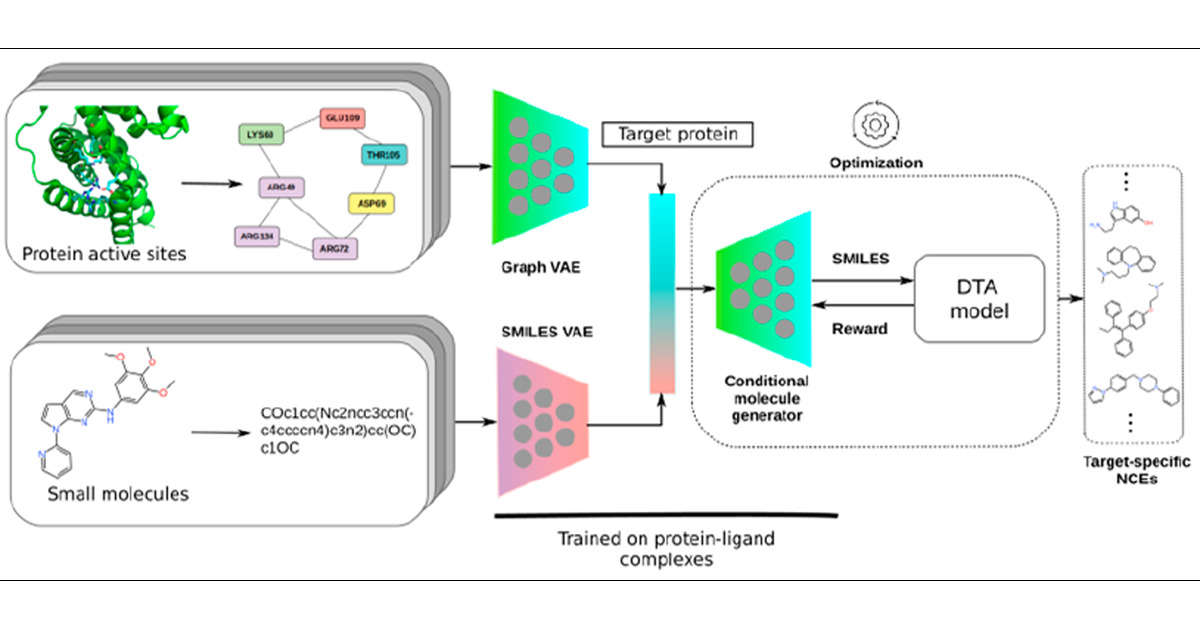 LYS60
GLU109
THR105
ARG49
ASP69
ARG134
ARG72
Protein active sites
Graph VAE
Target protein
Optimization
SMILES VAE
N
N
N
N
NH
O
O
O
COc1cc(Nc2ncc3ccn(-
c4ccccn4)c3n2)cc(OC)
c1OC
Small molecules
Conditional
molecule
generator
SMILES
Reward
DTA
model
Target-specific
NCEs
Trained on protein-ligand
complexes